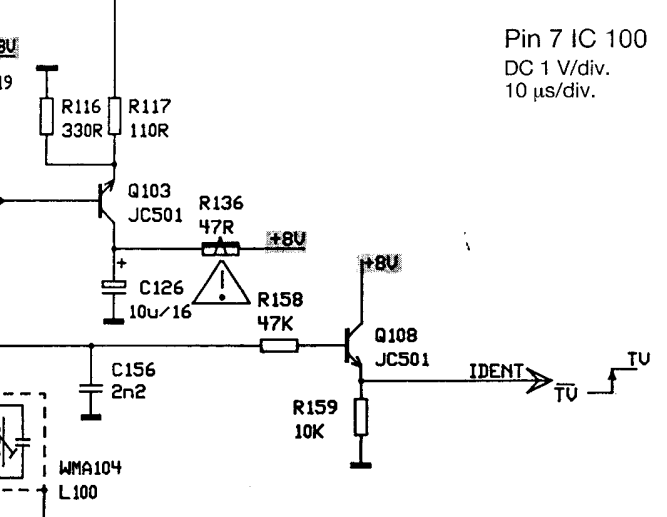 Pin 7 IC 100
DC 1 V/div.
10 µs/div.
8V
19
R116
330R
R117
110R
Q103
JC501
R136
47R
+8V
+
C126
10u/16
!
R158
47K
+8V
Q108
JC501
C156
2n2
IDENT
TV
TV
R159
10K
WMA104
L100